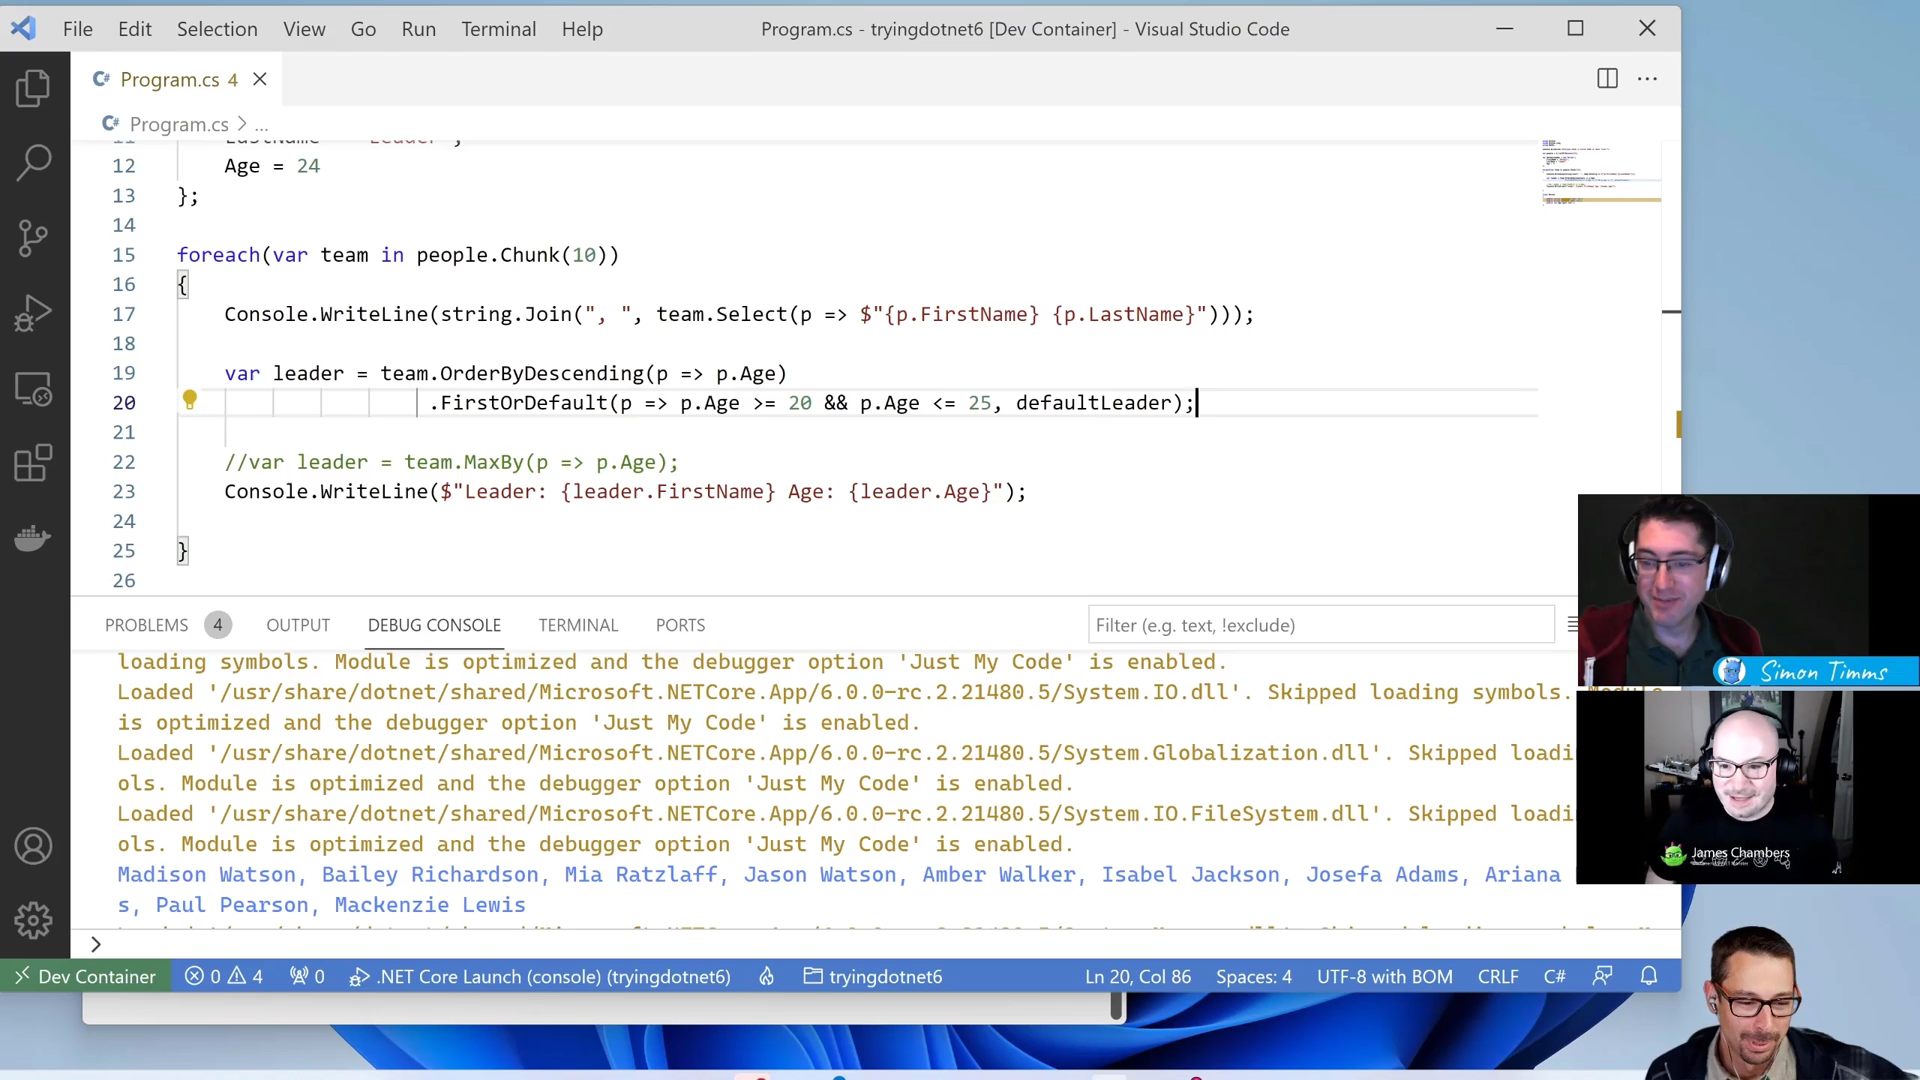 File Edit Selection View Go Run Terminal Help
Program.cs - tryingdotnet6 [Dev Container] - Visual Studio Code
C# Program.cs 4
C# Program.cs > ...
12 Age = 24
13 };
14
15 foreach(var team in people.Chunk(10))
16 {
17 Console.WriteLine(string.Join(", ", team.Select(p => $"{p.FirstName} {p.LastName}")));
18
19 var leader = team.OrderByDescending(p => p.Age)
20 .FirstOrDefault(p => p.Age >= 20 && p.Age <= 25, defaultLeader);
21
22 //var leader = team.MaxBy(p => p.Age);
23 Console.WriteLine($"Leader: {leader.FirstName} Age: {leader.Age}");
24
25 }
26
PROBLEMS 4 OUTPUT DEBUG CONSOLE TERMINAL PORTS
Filter (e.g. text, !exclude)
loading symbols. Module is optimized and the debugger option 'Just My Code' is enabled.
Loaded '/usr/share/dotnet/shared/Microsoft.NETCore.App/6.0.0-rc.2.21480.5/System.IO.dll'. Skipped loading symbols. Module
is optimized and the debugger option 'Just My Code' is enabled.
Loaded '/usr/share/dotnet/shared/Microsoft.NETCore.App/6.0.0-rc.2.21480.5/System.Globalization.dll'. Skipped loadi
ols. Module is optimized and the debugger option 'Just My Code' is enabled.
Loaded '/usr/share/dotnet/shared/Microsoft.NETCore.App/6.0.0-rc.2.21480.5/System.IO.FileSystem.dll'. Skipped loadi
ols. Module is optimized and the debugger option 'Just My Code' is enabled.
Madison Watson, Bailey Richardson, Mia Ratzlaff, Jason Watson, Amber Walker, Isabel Jackson, Josefa Adams, Ariana
s, Paul Pearson, Mackenzie Lewis
>
Simon Timms
James Chambers
Dev Container 0 4 0 .NET Core Launch (console) (tryingdotnet6) tryingdotnet6 Ln 20, Col 86 Spaces: 4 UTF-8 with BOM CRLF C#